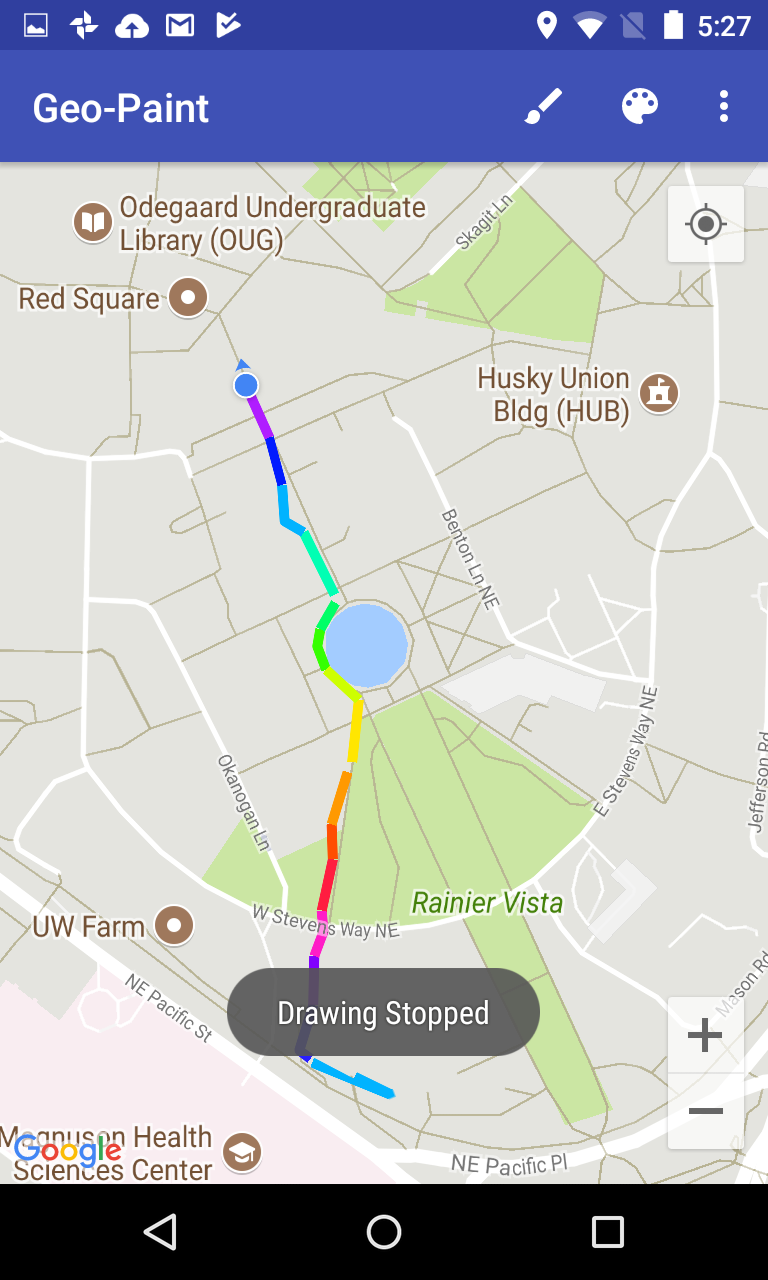 5:27
Geo-Paint
Odegaard Undergraduate
Library (OUG)
Skagit Ln
Red Square
Husky Union
Bldg (HUB)
Benton Ln NE
E Stevens Way NE
Jefferson Rd
Okanogan Ln
Rainier Vista
W Stevens Way NE
UW Farm
Mason Rd
NE Pacific St
Drawing Stopped
Magnuson Health
Sciences Center
Google
NE Pacific Pl